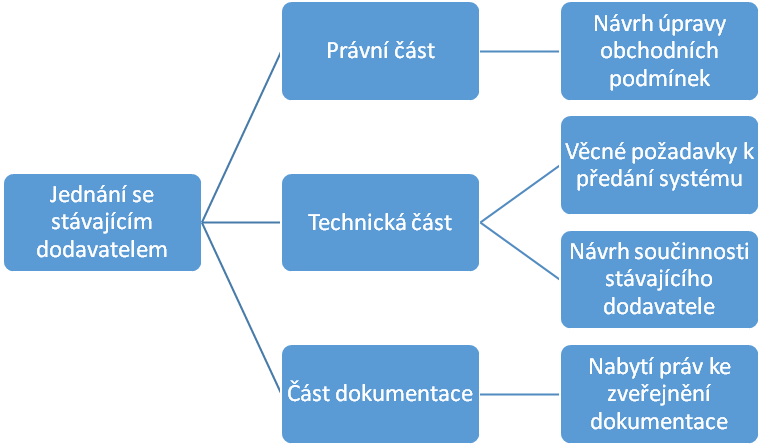 Jednání se
stávajícím
dodavatelem
Právní část
Návrh úpravy
obchodních
podmínek
Technická část
Věcné požadavky k
předání systému
Návrh součinnosti
stávajícího
dodavatele
Část dokumentace
Nabytí práv ke
zveřejnění
dokumentace